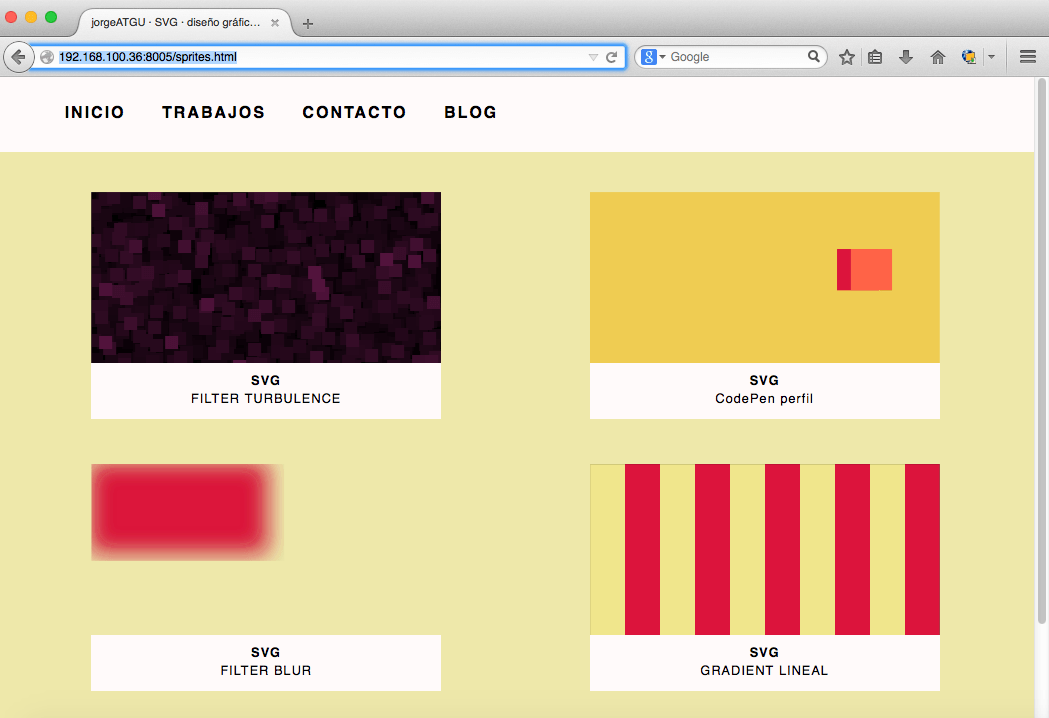 jorgeATGU · SVG · diseño gráfic...
192.168.100.36:8005/sprites.html
Google
INICIO TRABAJOS CONTACTO BLOG
SVG
FILTER TURBULENCE
SVG
CodePen perfil
SVG
FILTER BLUR
SVG
GRADIENT LINEAL